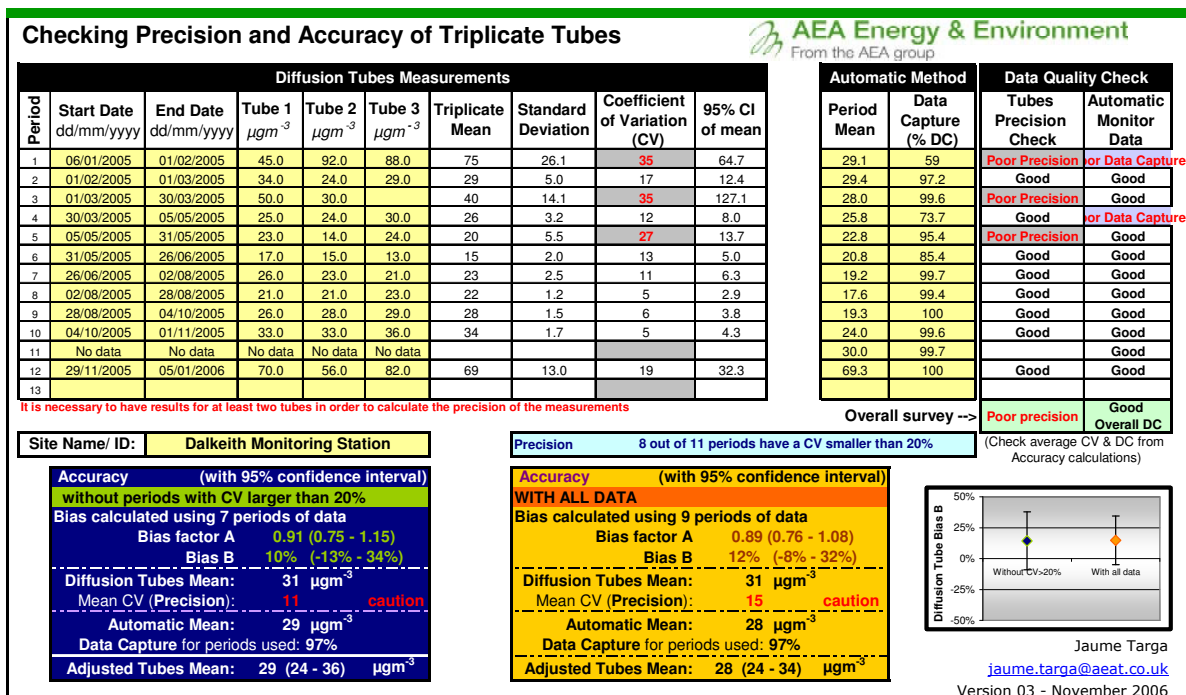 Checking Precision and Accuracy of Triplicate Tubes
AEA Energy & Environment
From the AEA group
Diffusion Tubes Measurements
Automatic Method
Data Quality Check
Period
Start Date dd/mm/yyyy
End Date dd/mm/yyyy
Tube 1 µgm-3
Tube 2 µgm-3
Tube 3 µgm-3
Triplicate Mean
Standard Deviation
Coefficient of Variation (CV)
95% CI of mean
Period Mean
Data Capture (% DC)
Tubes Precision Check
Automatic Monitor Data
1 06/01/2005 01/02/2005 45.0 92.0 88.0 75 26.1 35 64.7 29.1 59 Poor Precision or Data Capture
2 01/02/2005 01/03/2005 34.0 24.0 29.0 29 5.0 17 12.4 29.4 97.2 Good Good
3 01/03/2005 30/03/2005 50.0 30.0 40 14.1 35 127.1 28.0 99.6 Poor Precision Good
4 30/03/2005 05/05/2005 25.0 24.0 30.0 26 3.2 12 8.0 25.8 73.7 Good or Data Capture
5 05/05/2005 31/05/2005 23.0 14.0 24.0 20 5.5 27 13.7 22.8 95.4 Poor Precision Good
6 31/05/2005 26/06/2005 17.0 15.0 13.0 15 2.0 13 5.0 20.8 85.4 Good Good
7 26/06/2005 02/08/2005 26.0 23.0 21.0 23 2.5 11 6.3 19.2 99.7 Good Good
8 02/08/2005 28/08/2005 21.0 21.0 23.0 22 1.2 5 2.9 17.6 99.4 Good Good
9 28/08/2005 04/10/2005 26.0 28.0 29.0 28 1.5 6 3.8 19.3 100 Good Good
10 04/10/2005 01/11/2005 33.0 33.0 36.0 34 1.7 5 4.3 24.0 99.6 Good Good
11 No data No data No data No data No data 30.0 99.7 Good
12 29/11/2005 05/01/2006 70.0 56.0 82.0 69 13.0 19 32.3 69.3 100 Good Good
13
It is necessary to have results for at least two tubes in order to calculate the precision of the measurements
Overall survey --> Poor precision Good Overall DC
Site Name/ ID: Dalkeith Monitoring Station
Precision 8 out of 11 periods have a CV smaller than 20%
(Check average CV & DC from Accuracy calculations)
Accuracy (with 95% confidence interval)
without periods with CV larger than 20%
Bias calculated using 7 periods of data
Bias factor A 0.91 (0.75 - 1.15)
Bias B 10% (-13% - 34%)
Diffusion Tubes Mean: 31 µgm-3
Mean CV (Precision): 11 caution
Automatic Mean: 29 µgm-3
Data Capture for periods used: 97%
Adjusted Tubes Mean: 29 (24 - 36) µgm-3
Accuracy (with 95% confidence interval)
WITH ALL DATA
Bias calculated using 9 periods of data
Bias factor A 0.89 (0.76 - 1.08)
Bias B 12% (-8% - 32%)
Diffusion Tubes Mean: 31 µgm-3
Mean CV (Precision): 15 caution
Automatic Mean: 28 µgm-3
Data Capture for periods used: 97%
Adjusted Tubes Mean: 28 (24 - 34) µgm-3
Diffusion Tube Bias B
50%
25%
0%
-25%
-50%
Without CV>20%
With all data
Jaume Targa
jaume.targa@aeat.co.uk
Version 03 - November 2006